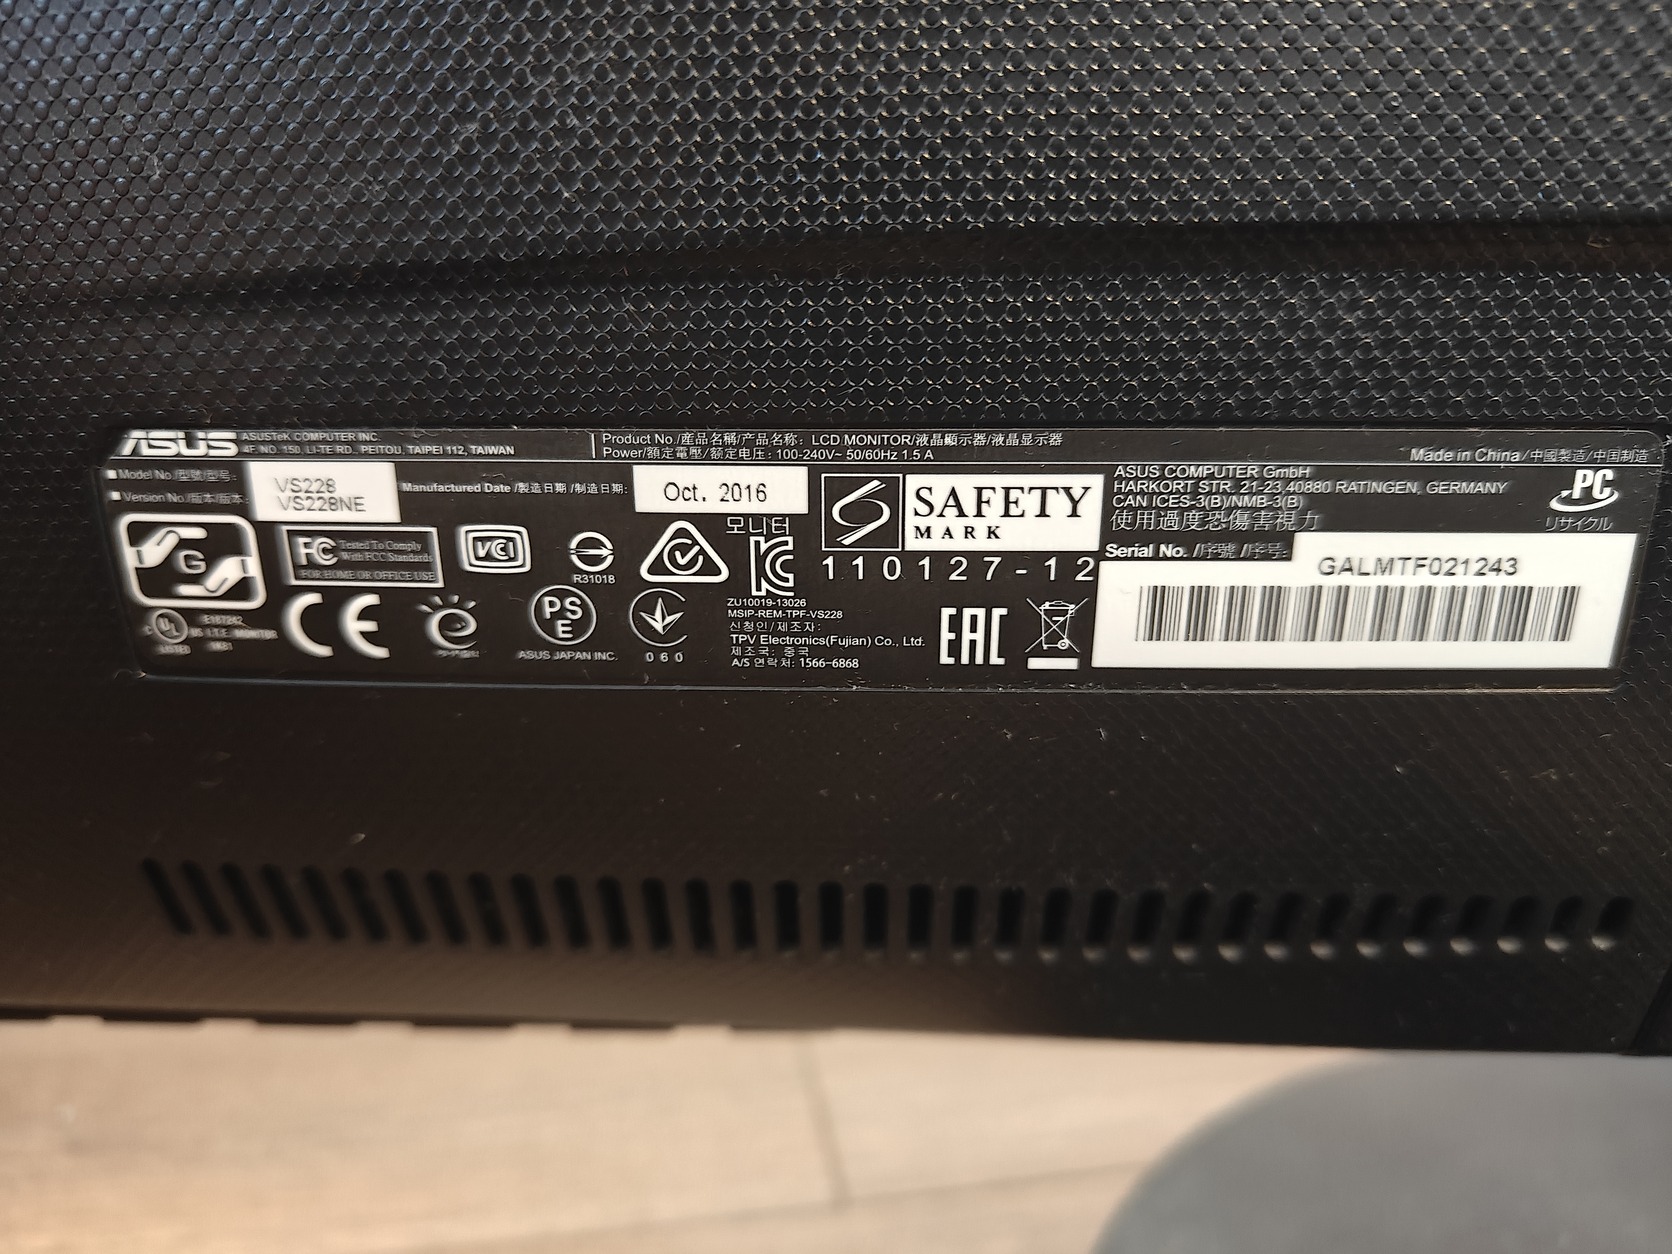 ASUS
ASUSTeK COMPUTER INC.
4F, NO. 150, LI-TE RD., PEITOU, TAIPEI 112, TAIWAN
Product No./產品名稱/产品名称: LCD MONITOR/液晶顯示器/液晶显示器
Power/額定電壓/额定电压: 100-240V~ 50/60Hz 1.5 A
Made in China/中國製造/中国制造
Model No./型號/型号:
VS228
Version No./版本/版本:
VS228NE
Manufactured Date /製造日期 /制造日期:
Oct. 2016
SAFETY
MARK
110127-12
ASUS COMPUTER GmbH
HARKORT STR. 21-23,40880 RATINGEN, GERMANY
CAN ICES-3(B)/NMB-3(B)
使用過度恐傷害視力
PC
リサイクル
Serial No. /序號 /序号:
GALMTF021243
G
FC
Tested To Comply
With FCC Standards
FOR HOME OR OFFICE USE
VCI
R31018
모니터
ZU10019-13026
MSIP-REM-TPF-VS228
신청인/제조자:
TPV Electronics(Fujian) Co., Ltd.
제조국: 중국
A/S 연락처: 1566-6868
UL
LISTED
E187242
I.T.E. MONITOR
CE
PS
E
ASUS JAPAN INC.
060
EAC